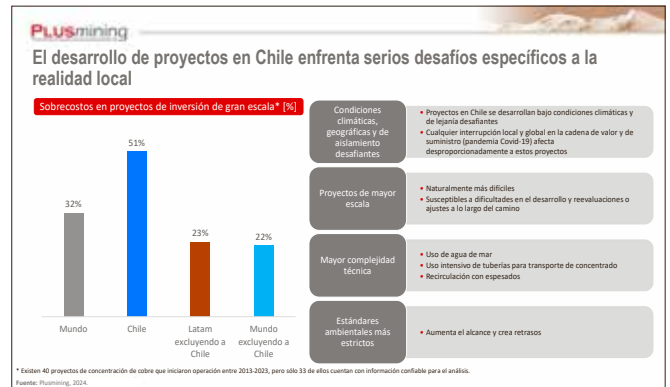 PLUSmining
El desarrollo de proyectos en Chile enfrenta serios desafíos específicos a la
realidad local
Sobrecostos en proyectos de inversión de gran escala* [%]
32%
51%
23%
22%
Mundo
Chile
Latam
excluyendo a
Chile
Mundo
excluyendo a
Chile
Condiciones
climáticas,
geográficas y de
aislamiento
desafiantes
• Proyectos en Chile se desarrollan bajo condiciones climáticas y
de lejanía desafiantes
• Cualquier interrupción local y global en la cadena de valor y de
suministro (pandemia Covid-19) afecta
desproporcionadamente a estos proyectos
Proyectos de mayor
escala
• Naturalmente más difíciles
• Susceptibles a dificultades en el desarrollo y reevaluaciones o
ajustes a lo largo del camino
Mayor complejidad
técnica
• Uso de agua de mar
• Uso intensivo de tuberías para transporte de concentrado
• Recirculación con espesados
Estándares
ambientales más
estrictos
• Aumenta el alcance y crea retrasos
* Existen 40 proyectos de concentración de cobre que iniciaron operación entre 2013-2023, pero sólo 33 de ellos cuentan con información confiable para el análisis.
Fuente: Plusmining, 2024.